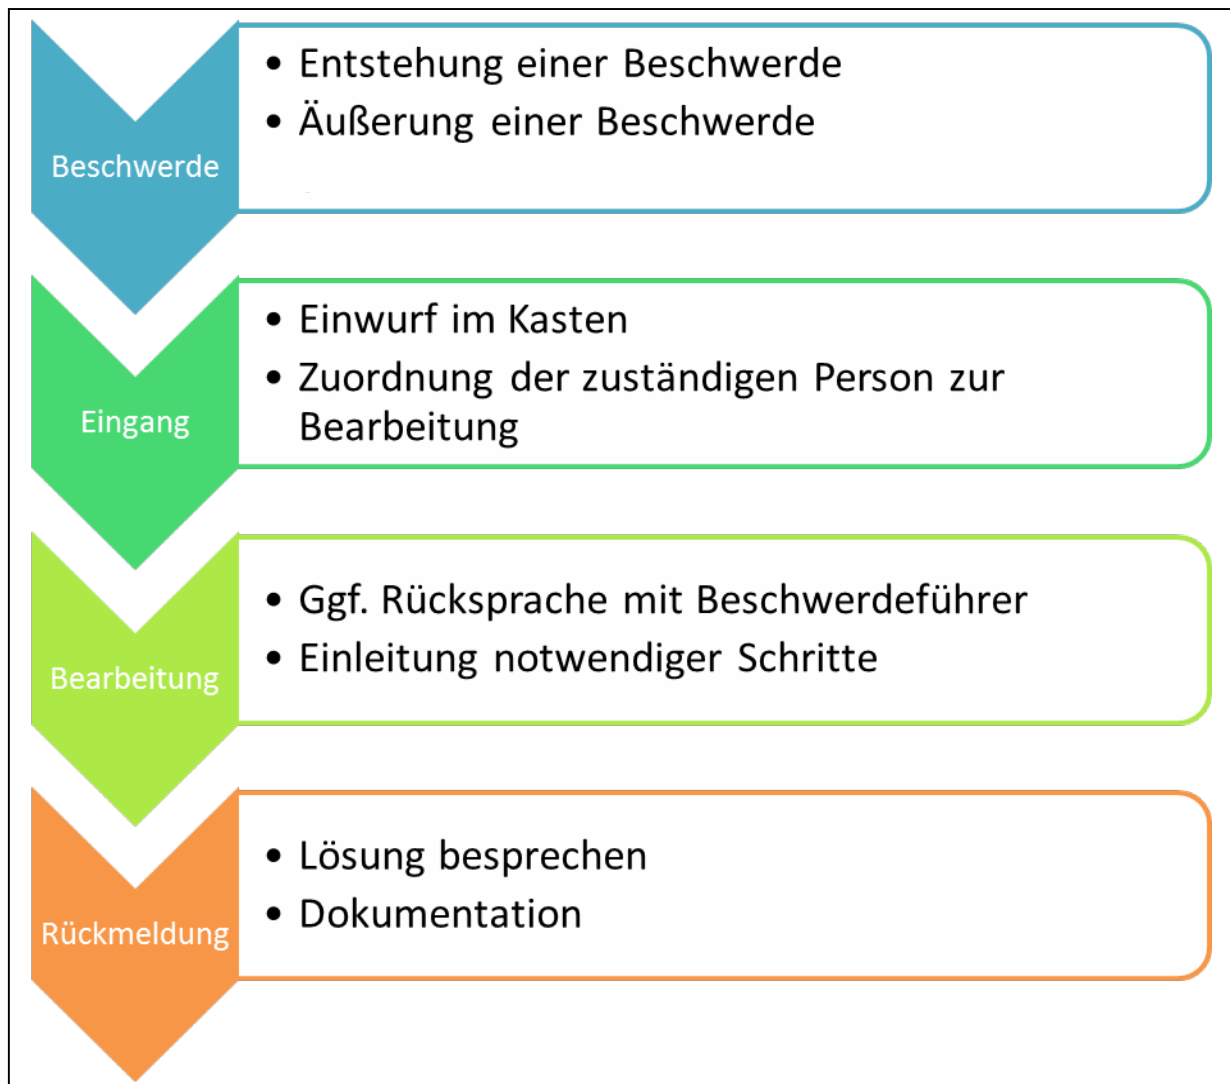 Beschwerde
• Entstehung einer Beschwerde
• Äußerung einer Beschwerde
Eingang
• Einwurf im Kasten
• Zuordnung der zuständigen Person zur
Bearbeitung
Bearbeitung
• Ggf. Rücksprache mit Beschwerdeführer
• Einleitung notwendiger Schritte
Rückmeldung
• Lösung besprechen
• Dokumentation